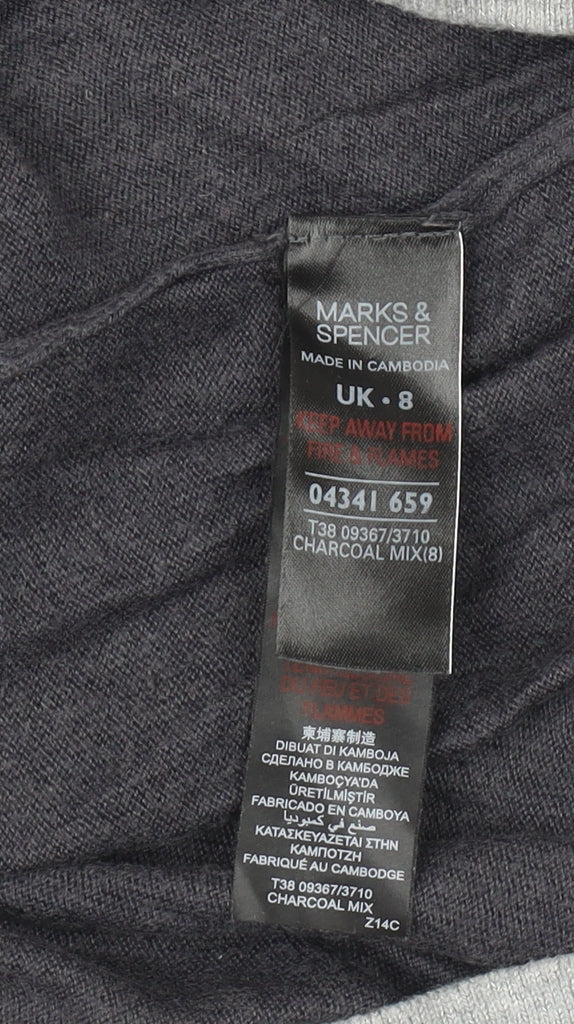 MARKS &
SPENCER
MADE IN CAMBODIA
UK • 8
KEEP AWAY FROM
FIRE & FLAMES
04341 659
T38 09367/3710
CHARCOAL MIX(8)
DU FEU ET DES
FLAMMES
柬埔寨制造
DIBUAT DI KAMBOJA
СДЕЛАНО В КАМБОДЖЕ
KAMBOÇYA'DA
ÜRETİLMİŞTİR
FABRICADO EN CAMBOYA
صنع في كمبوديا
ΚΑΤΑΣΚΕΥΑΖΕΤΑΙ ΣΤΗΝ
ΚΑΜΠΟΤΖΗ
FABRIQUÉ AU CAMBODGE
T38 09367/3710
CHARCOAL MIX
Z14C